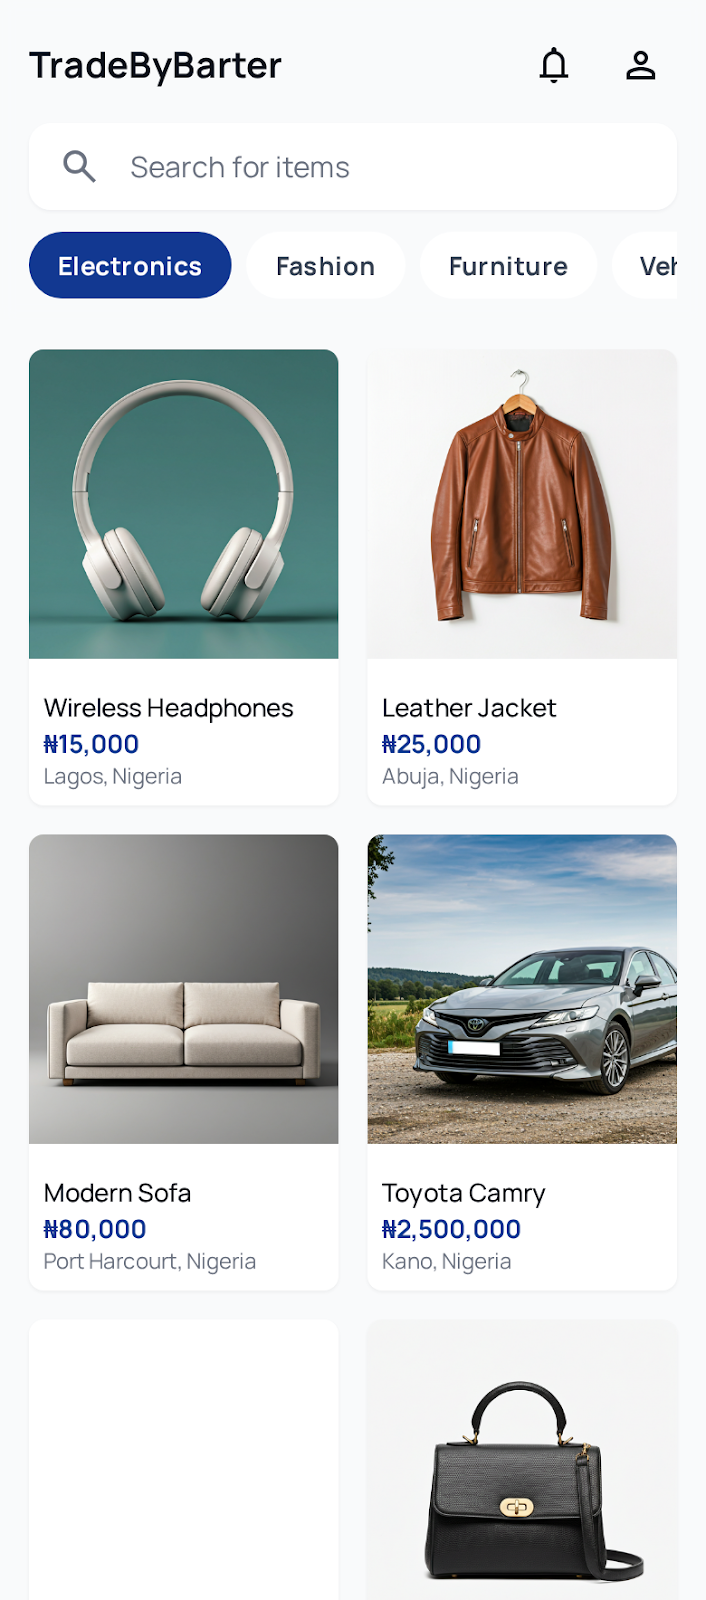 TradeByBarter
Search for items
Electronics Fashion Furniture Veh
Wireless Headphones
₦15,000
Lagos, Nigeria
Leather Jacket
₦25,000
Abuja, Nigeria
Modern Sofa
₦80,000
Port Harcourt, Nigeria
Toyota Camry
₦2,500,000
Kano, Nigeria